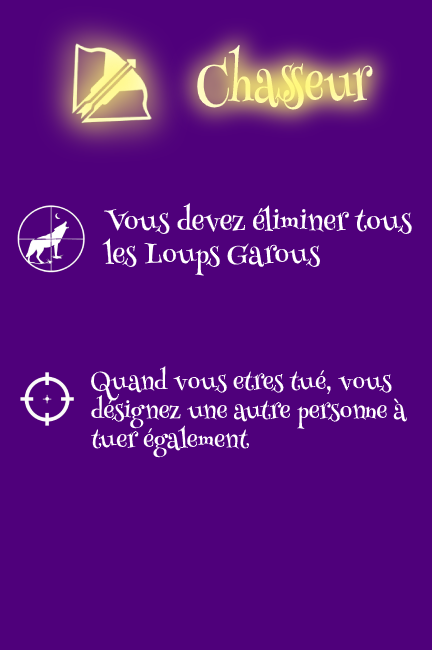 Chasseur
Vous devez éliminer tous
les Loups Garous
Quand vous etres tué, vous
désignez une autre personne à
tuer également